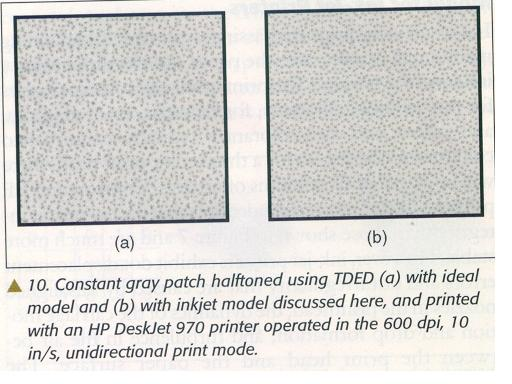 (a)
(b)
10. Constant gray patch halftoned using TDED (a) with ideal
model and (b) with inkjet model discussed here, and printed
with an HP DeskJet 970 printer operated in the 600 dpi, 10
in/s, unidirectional print mode.